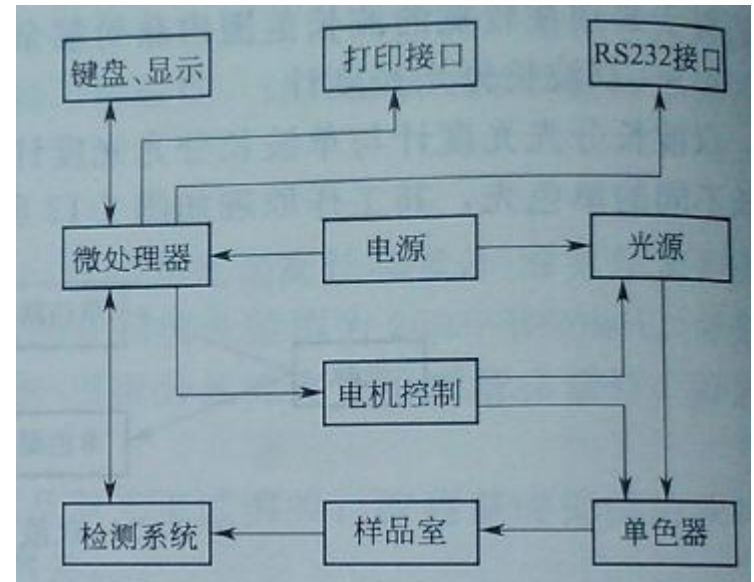 键盘、显示
打印接口
RS232接口
微处理器
电源
光源
电机控制
检测系统
样品室
单色器